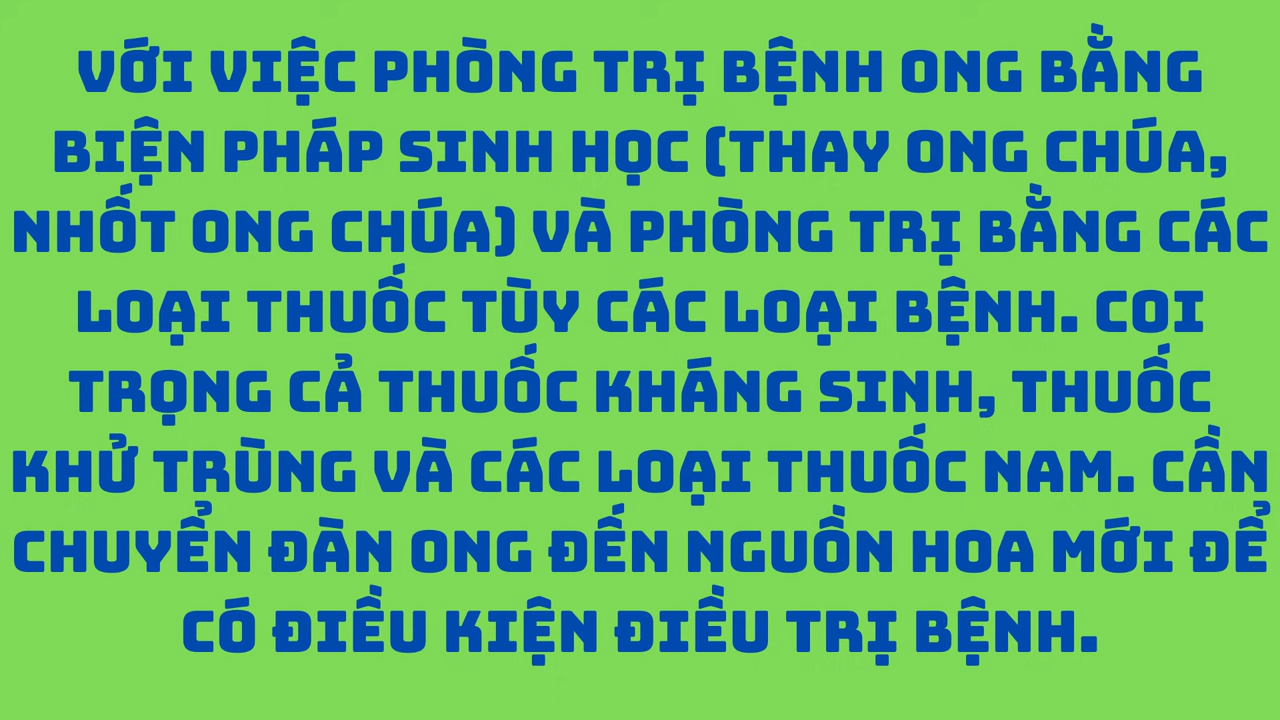 VỚI VIỆC PHÒNG TRỊ BỆNH ONG BẰNG
BIỆN PHÁP SINH HỌC (THAY ONG CHÚA,
NHỐT ONG CHÚA) VÀ PHÒNG TRỊ BẰNG CÁC
LOẠI THUỐC TÙY CÁC LOẠI BỆNH. COI
TRỌNG CẢ THUỐC KHÁNG SINH, THUỐC
KHỬ TRÙNG VÀ CÁC LOẠI THUỐC NAM. CẦN
CHUYỂN ĐÀN ONG ĐẾN NGUỒN HOA MỚI ĐỂ
CÓ ĐIỀU KIỆN ĐIỀU TRỊ BỆNH.